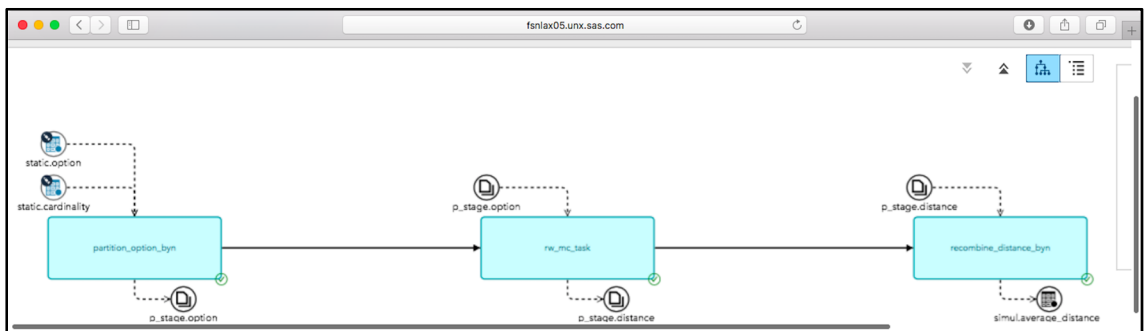 fsnlax05.unx.sas.com
static.option
static.cardinality
p_stage.option
p_stage.distance
partition_option_byn
rw_mc_task
recombine_distance_byn
p_stage.option
p_stage.distance
simul.average_distance